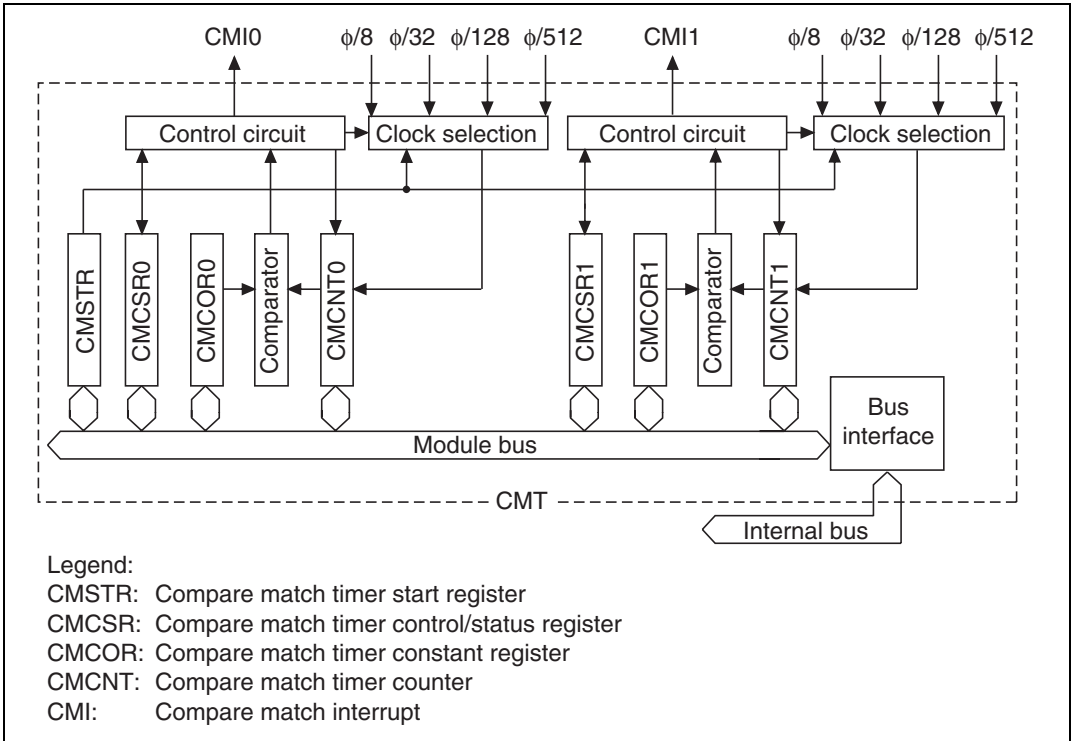 CMI0 ϕ/8 ϕ/32 ϕ/128 ϕ/512 CMI1 ϕ/8 ϕ/32 ϕ/128 ϕ/512
Control circuit Clock selection Control circuit Clock selection
CMSTR
CMCSR0
CMCOR0
Comparator
CMCNT0
CMCSR1
CMCOR1
Comparator
CMCNT1
Bus
interface
Module bus
CMT
Internal bus
Legend:
CMSTR: Compare match timer start register
CMCSR: Compare match timer control/status register
CMCOR: Compare match timer constant register
CMCNT: Compare match timer counter
CMI: Compare match interrupt